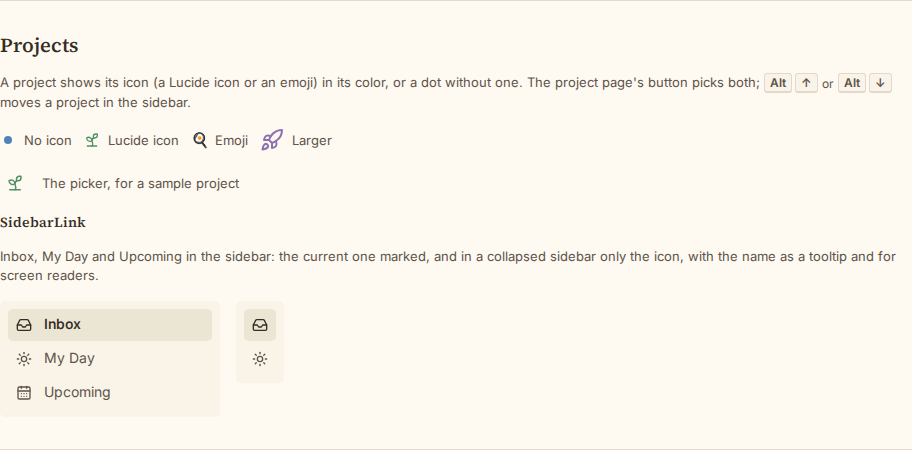 Projects
A project shows its icon (a Lucide icon or an emoji) in its color, or a dot without one. The project page's button picks both; Alt ↑ or Alt ↓
moves a project in the sidebar.
No icon Lucide icon Emoji Larger
The picker, for a sample project
SidebarLink
Inbox, My Day and Upcoming in the sidebar: the current one marked, and in a collapsed sidebar only the icon, with the name as a tooltip and for
screen readers.
Inbox
My Day
Upcoming